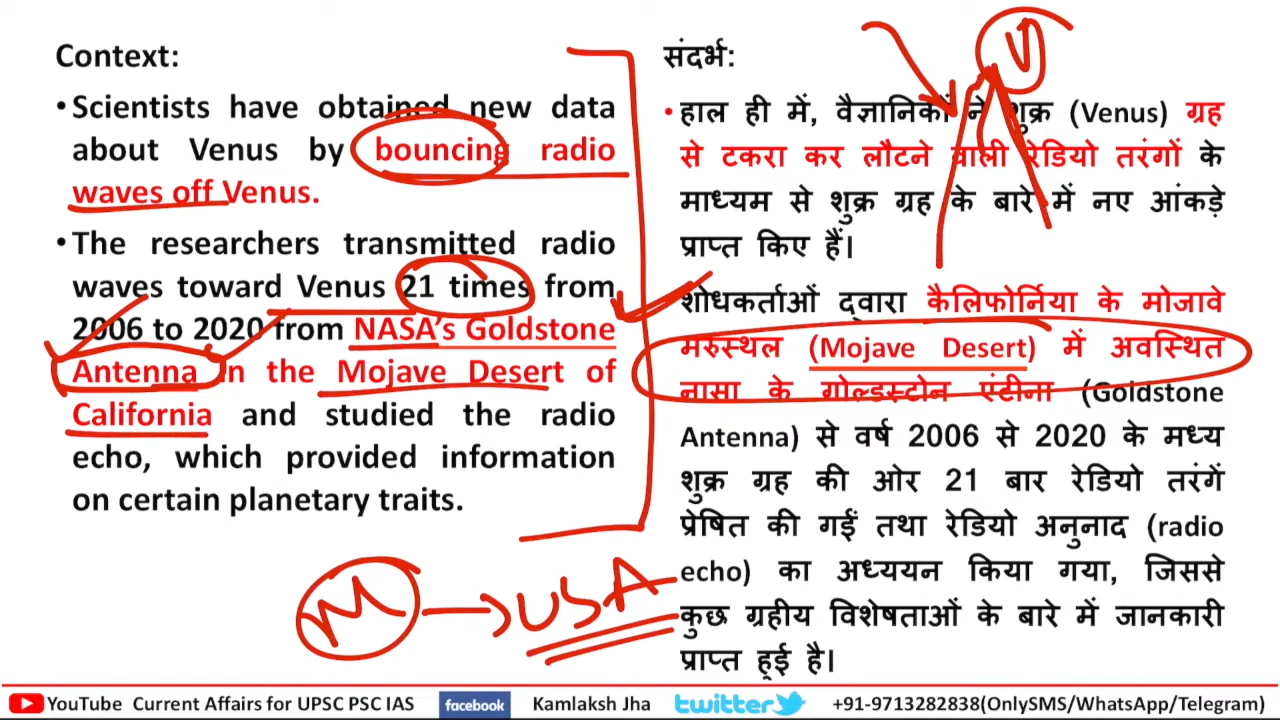 Context:
• Scientists have obtained new data
about Venus by bouncing radio
waves off Venus.
• The researchers transmitted radio
waves toward Venus 21 times from
2006 to 2020 from NASA's Goldstone
Antenna in the Mojave Desert of
California and studied the radio
echo, which provided information
on certain planetary traits.
संदर्भ:
• हाल ही में, वैज्ञानिकों ने शुक्र (Venus) ग्रह
से टकरा कर लौटने वाली रेडियो तरंगों के
माध्यम से शुक्र ग्रह के बारे में नए आंकड़े
प्राप्त किए हैं।
शोधकर्ताओं द्वारा कैलिफोर्निया के मोजावे
मरुस्थल (Mojave Desert) में अवस्थित
नासा के गोल्डस्टोन एंटीना (Goldstone
Antenna) से वर्ष 2006 से 2020 के मध्य
शुक्र ग्रह की ओर 21 बार रेडियो तरंगें
प्रेषित की गईं तथा रेडियो अनुनाद (radio
echo) का अध्ययन किया गया, जिससे
कुछ ग्रहीय विशेषताओं के बारे में जानकारी
प्राप्त हुई है।
V
M → USA
YouTube Current Affairs for UPSC PSC IAS facebook Kamlaksh Jha twitter +91-9713282838(OnlySMS/WhatsApp/Telegram)